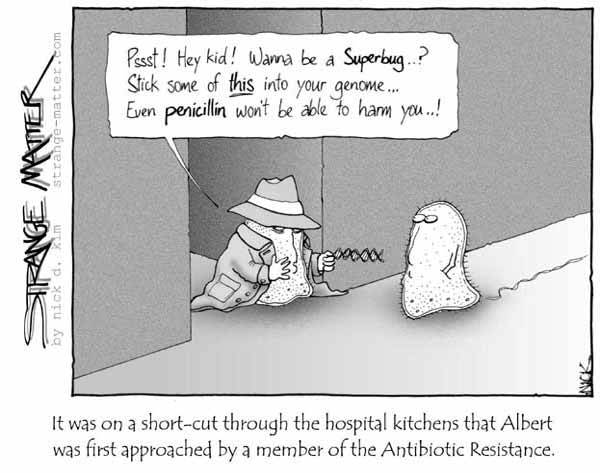 Pssst! Hey kid! Wanna be a Superbug..?
Stick some of this into your genome...
Even penicillin won't be able to harm you..!
STRANGE MATTER
by nick d. kim strange-matter.com
NICK
It was on a short-cut through the hospital kitchens that Albert
was first approached by a member of the Antibiotic Resistance.